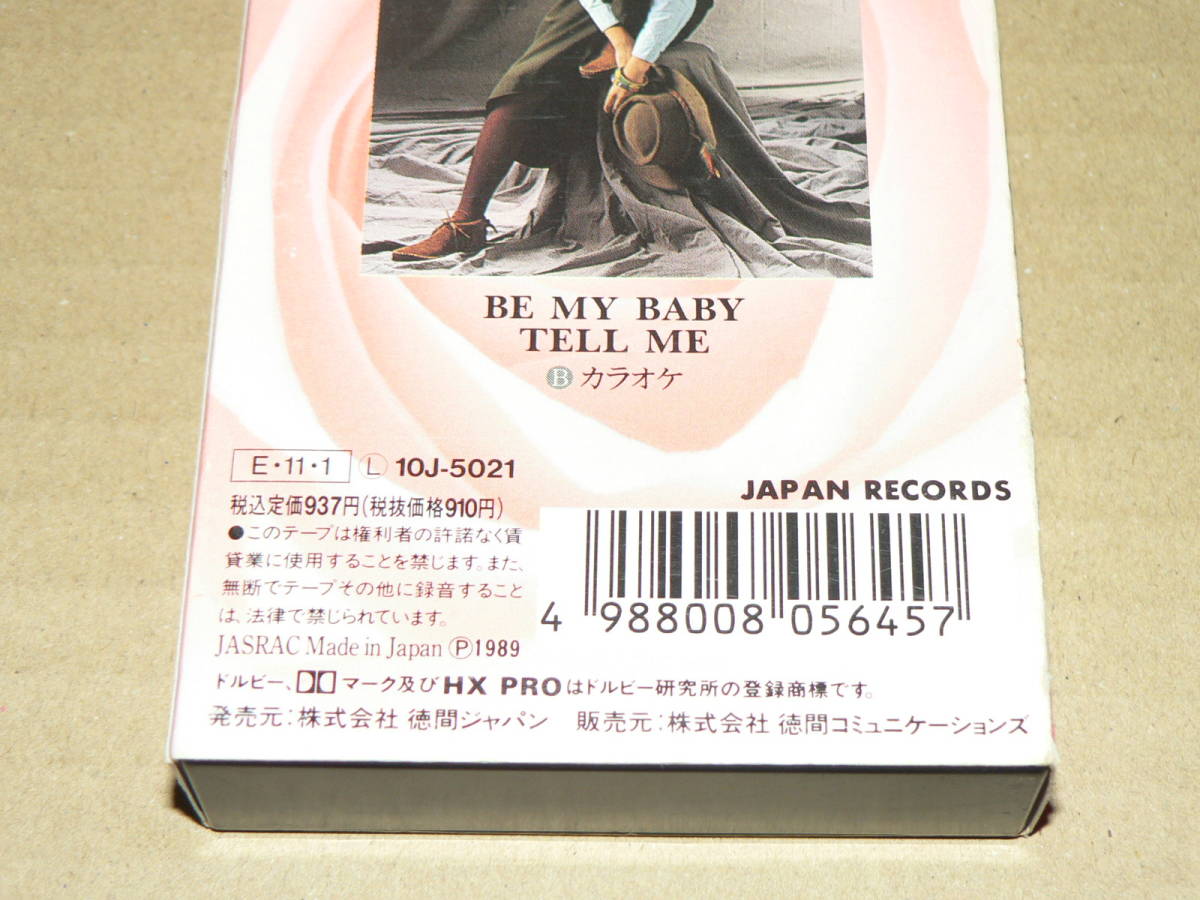 BE MY BABY
TELL ME
Ⓑ カラオケ
E・11・1 Ⓛ 10J-5021
税込定価937円(税抜価格910円)
●このテープは権利者の許諾なく賃
貸業に使用することを禁じます。また、
無断でテープその他に録音すること
は、法律で禁じられています。
JASRAC Made in Japan Ⓟ1989
JAPAN RECORDS
4 988008 056457
ドルビー、マーク及びHX PROはドルビー研究所の登録商標です。
発売元：株式会社 徳間ジャパン 販売元：株式会社 徳間コミュニケーションズ